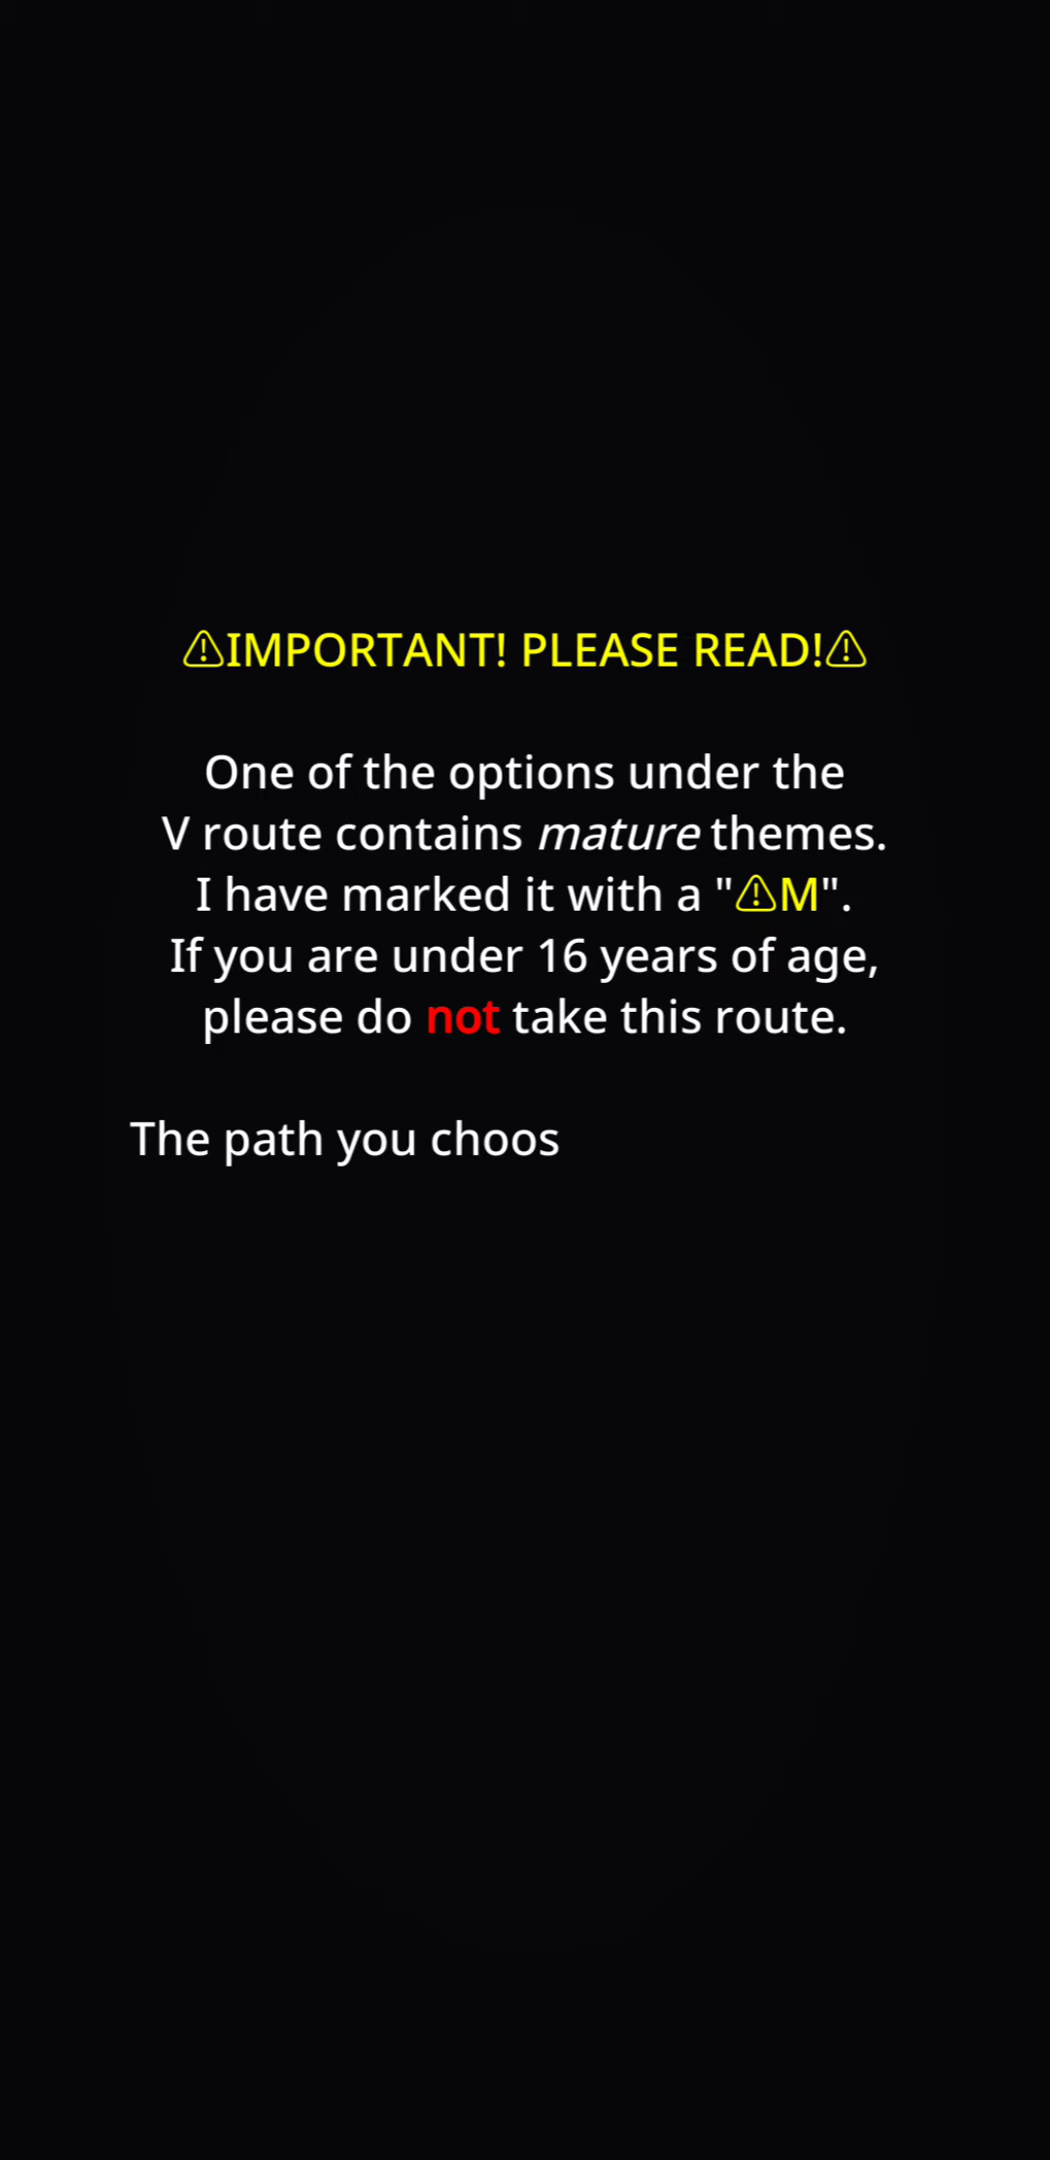 ⚠IMPORTANT! PLEASE READ!⚠
One of the options under the
V route contains mature themes.
I have marked it with a "⚠M".
If you are under 16 years of age,
please do not take this route.
The path you choos